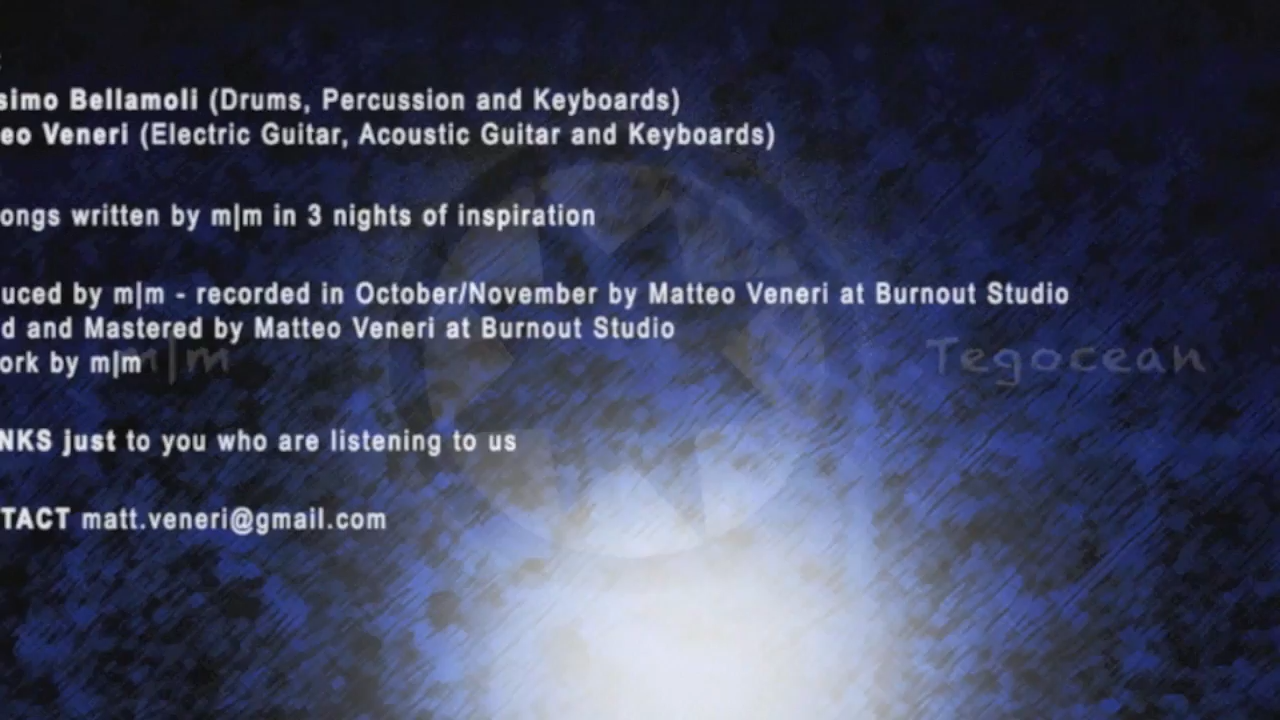 simo Bellamoli (Drums, Percussion and Keyboards)
eo Veneri (Electric Guitar, Acoustic Guitar and Keyboards)
ongs written by m|m in 3 nights of inspiration
uced by m|m - recorded in October/November by Matteo Veneri at Burnout Studio
d and Mastered by Matteo Veneri at Burnout Studio
ork by m|m
m|m
Tegocean
NKS just to you who are listening to us
TACT matt.veneri@gmail.com